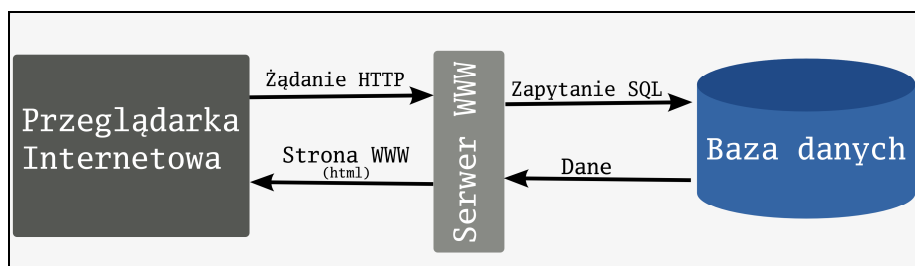 Przeglądarka
Internetowa
Żądanie HTTP
Strona WWW
(html)
Serwer WWW
Zapytanie SQL
Dane
Baza danych